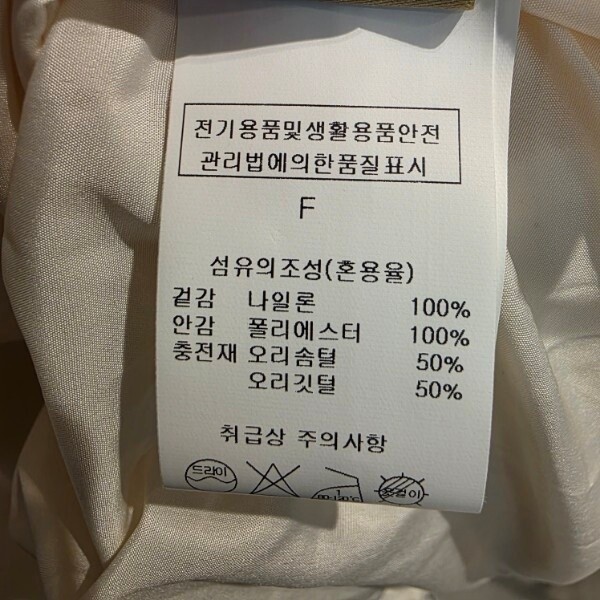 전기용품및생활용품안전
관리법에의한품질표시
F
섬유의조성(혼용율)
겉감 나일론 100%
안감 폴리에스터 100%
충전재 오리솜털 50%
오리깃털 50%
취급상 주의사항
드라이
옷걸이